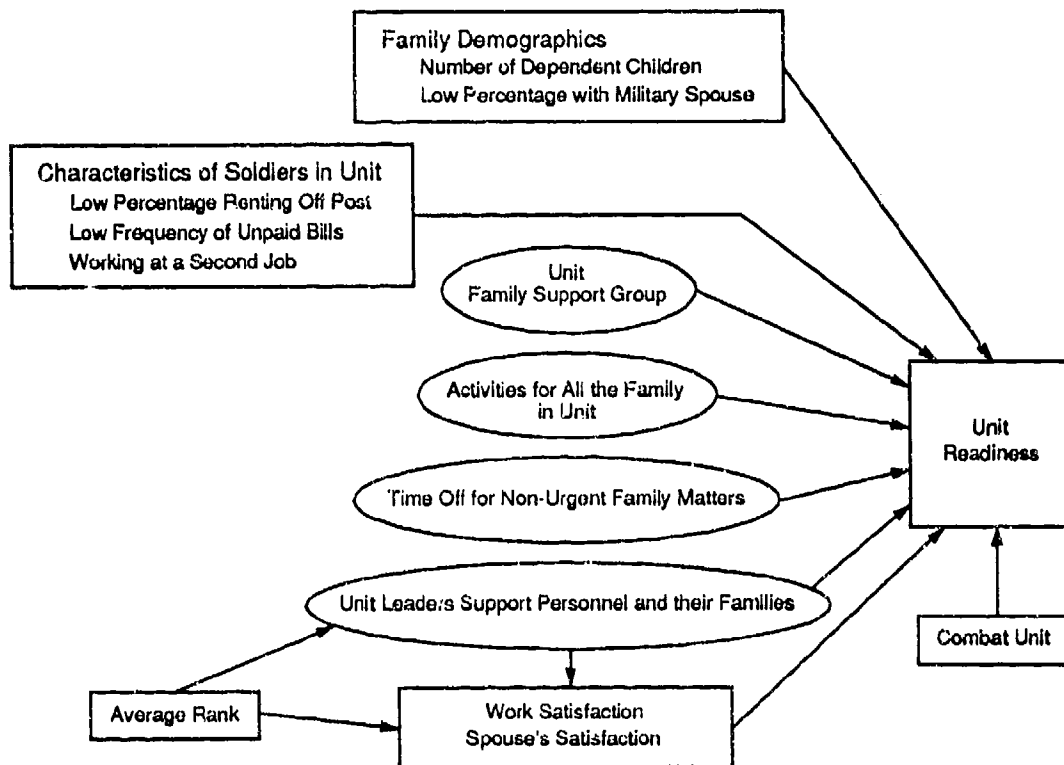 Family Demographics
Number of Dependent Children
Low Percentage with Military Spouse
Characteristics of Soldiers in Unit
Low Percentage Renting Off Post
Low Frequency of Unpaid Bills
Working at a Second Job
Unit
Family Support Group
Activities for All the Family
in Unit
Unit
Readiness
Time Off for Non-Urgent Family Matters
Unit Leaders Support Personnel and their Families
Combat Unit
Average Rank
Work Satisfaction
Spouse's Satisfaction